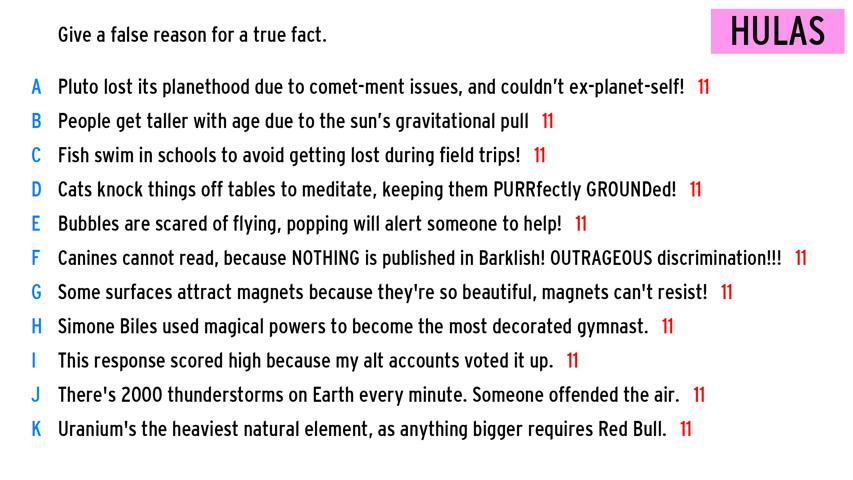 Give a false reason for a true fact.
HULAS
A Pluto lost its planethood due to comet-ment issues, and couldn't ex-planet-self! 11
B People get taller with age due to the sun's gravitational pull 11
C Fish swim in schools to avoid getting lost during field trips! 11
D Cats knock things off tables to meditate, keeping them PURRfectly GROUNDed! 11
E Bubbles are scared of flying, popping will alert someone to help! 11
F Canines cannot read, because NOTHING is published in Barklish! OUTRAGEOUS discrimination!!! 11
G Some surfaces attract magnets because they're so beautiful, magnets can't resist! 11
H Simone Biles used magical powers to become the most decorated gymnast. 11
I This response scored high because my alt accounts voted it up. 11
J There's 2000 thunderstorms on Earth every minute. Someone offended the air. 11
K Uranium's the heaviest natural element, as anything bigger requires Red Bull. 11